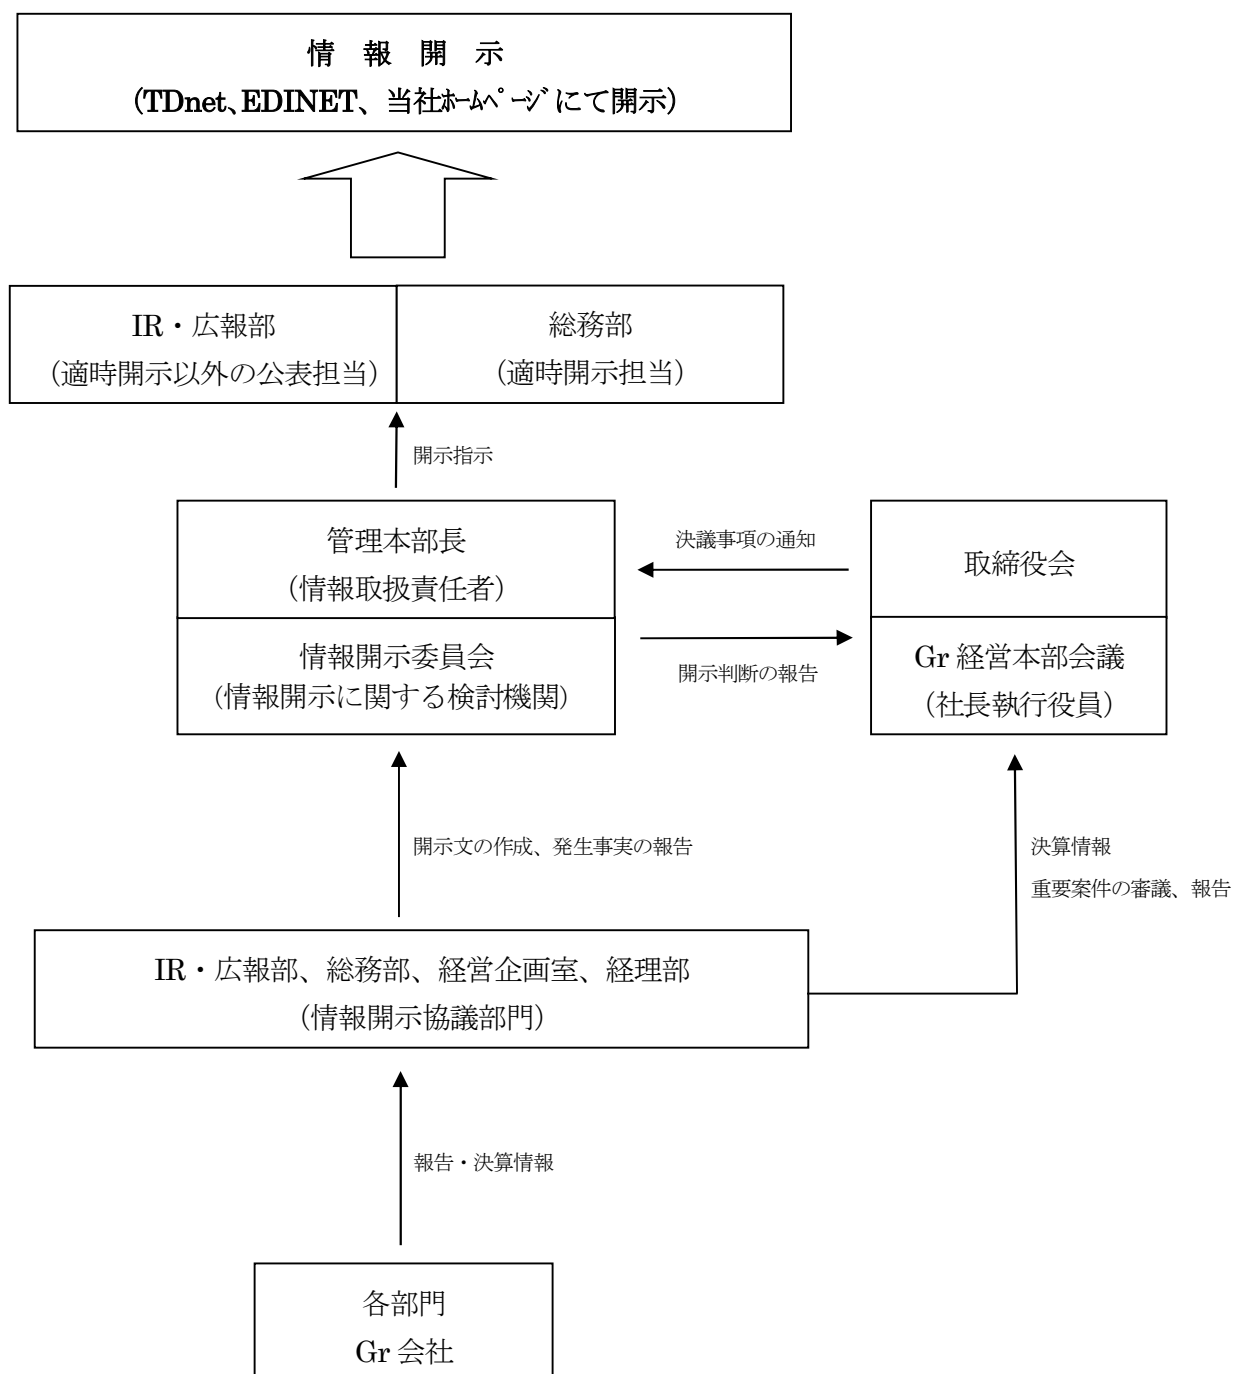 情 報 開 示
(TDnet、EDINET、当社ﾎｰﾑﾍﾟｰｼﾞにて開示)
IR・広報部
（適時開示以外の公表担当）
総務部
（適時開示担当）
開示指示
管理本部長
（情報取扱責任者）
情報開示委員会
（情報開示に関する検討機関）
決議事項の通知
開示判断の報告
取締役会
Gr 経営本部会議
（社長執行役員）
開示文の作成、発生事実の報告
決算情報
重要案件の審議、報告
IR・広報部、総務部、経営企画室、経理部
（情報開示協議部門）
報告・決算情報
各部門
Gr 会社